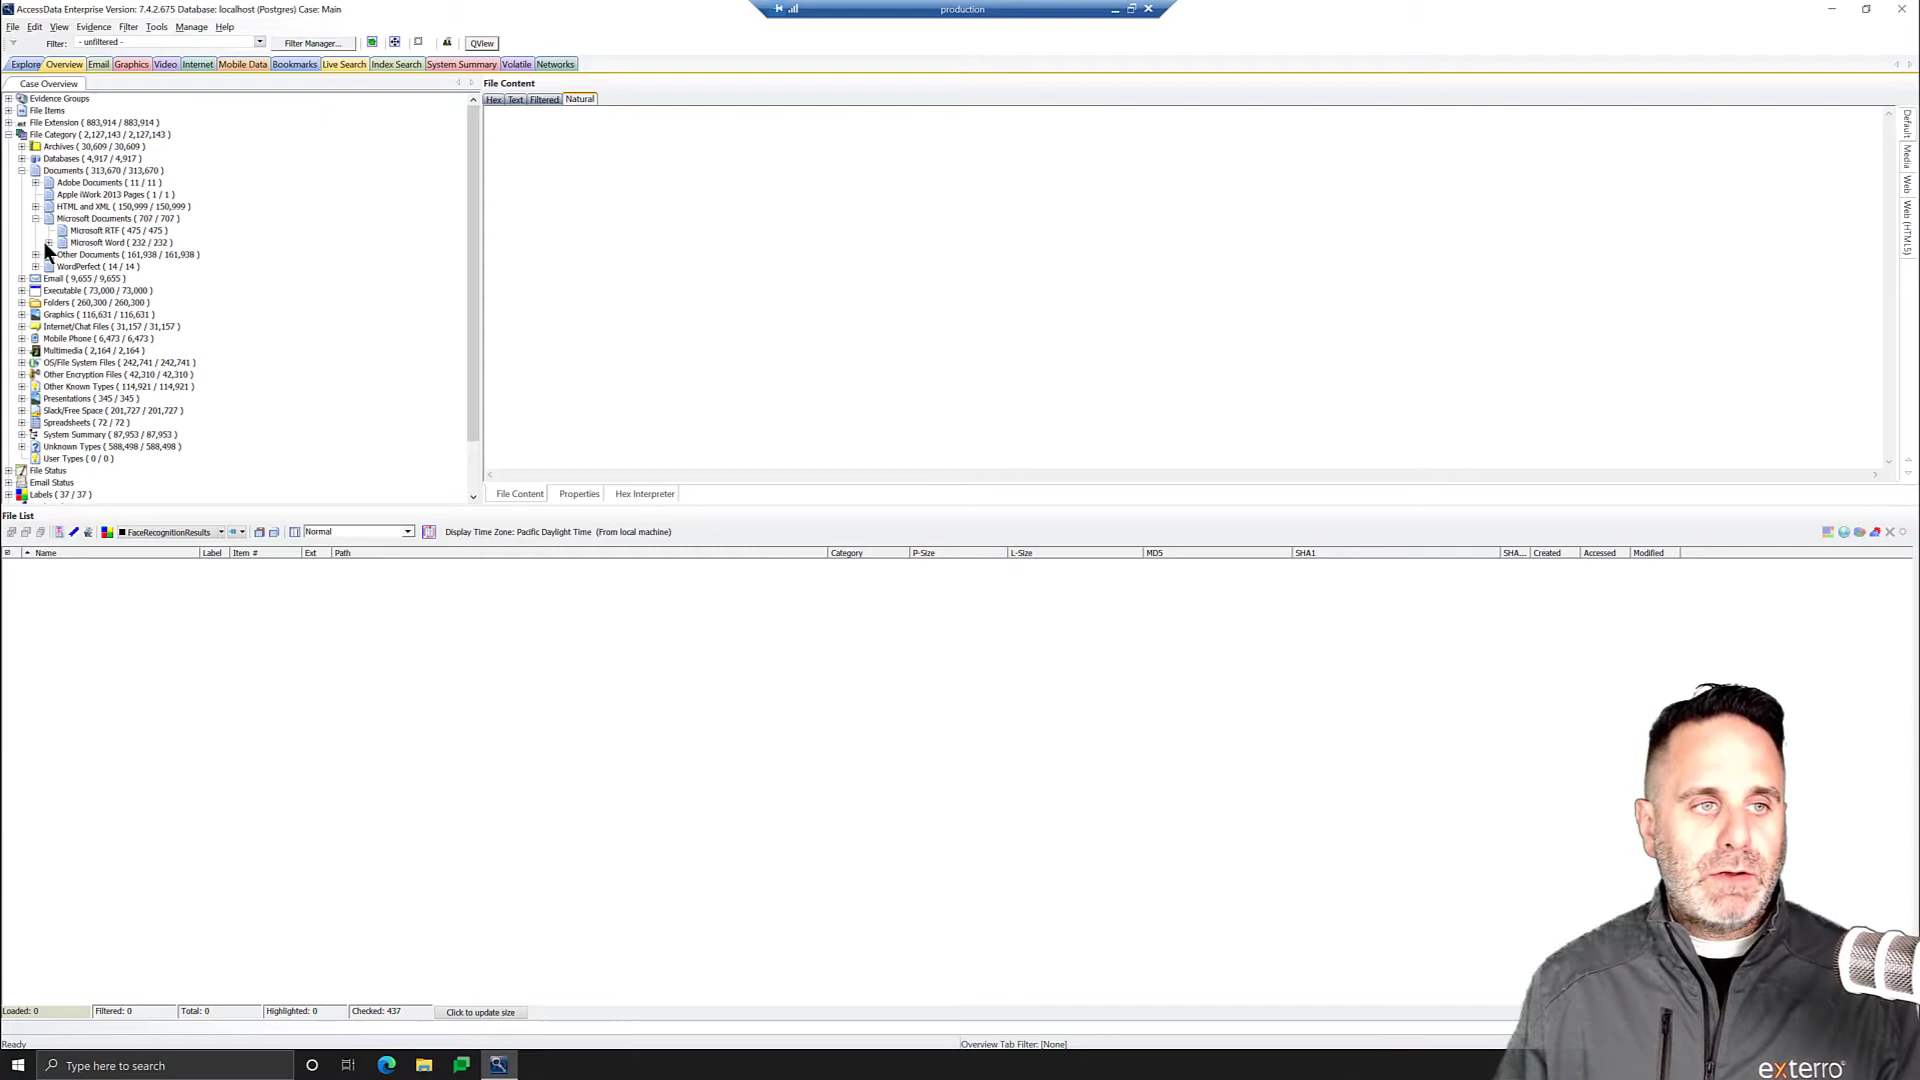 AccessData Enterprise Version: 7.4.2.675 Database: localhost (Postgres) Case: Main
production
File Edit View Evidence Filter Tools Manage Help
Filter: - unfiltered - Filter Manager... QView
Explore Overview Email Graphics Video Internet Mobile Data Bookmarks Live Search Index Search System Summary Volatile Networks
Case Overview
Evidence Groups
File Items
File Extension ( 883,914 / 883,914 )
File Category ( 2,127,143 / 2,127,143 )
Archives ( 30,609 / 30,609 )
Databases ( 4,917 / 4,917 )
Documents ( 313,670 / 313,670 )
Adobe Documents ( 11 / 11 )
Apple iWork 2013 Pages ( 1 / 1 )
HTML and XML ( 150,999 / 150,999 )
Microsoft Documents ( 707 / 707 )
Microsoft RTF ( 475 / 475 )
Microsoft Word ( 232 / 232 )
Other Documents ( 161,938 / 161,938 )
WordPerfect ( 14 / 14 )
Email ( 9,655 / 9,655 )
Executable ( 73,000 / 73,000 )
Folders ( 260,300 / 260,300 )
Graphics ( 116,631 / 116,631 )
Internet/Chat Files ( 31,157 / 31,157 )
Mobile Phone ( 6,473 / 6,473 )
Multimedia ( 2,164 / 2,164 )
OS/File System Files ( 242,741 / 242,741 )
Other Encryption Files ( 42,310 / 42,310 )
Other Known Types ( 114,921 / 114,921 )
Presentations ( 345 / 345 )
Slack/Free Space ( 201,727 / 201,727 )
Spreadsheets ( 72 / 72 )
System Summary ( 87,953 / 87,953 )
Unknown Types ( 588,498 / 588,498 )
User Types ( 0 / 0 )
File Status
Email Status
Labels ( 37 / 37 )
File Content
Hex Text Filtered Natural
Default
Media
Web
Web (HTML5)
File Content Properties Hex Interpreter
File List
FaceRecognitionResults Normal Display Time Zone: Pacific Daylight Time (From local machine)
Name Label Item # Ext Path Category P-Size L-Size MD5 SHA1 SHA... Created Accessed Modified
Loaded: 0 Filtered: 0 Total: 0 Highlighted: 0 Checked: 437 Click to update size
Ready Overview Tab Filter: [None]
Type here to search
exterro